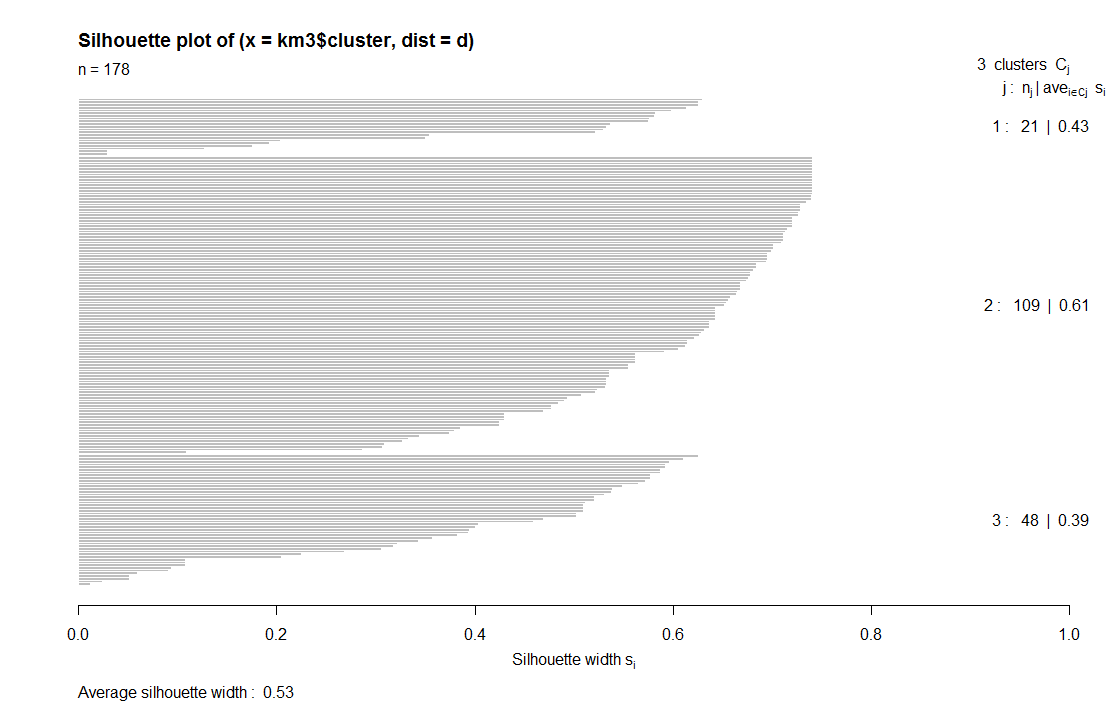 Silhouette plot of (x = km3$cluster, dist = d)
n = 178
3 clusters Cj
j : nj | avei∈Cj si
1 : 21 | 0.43
2 : 109 | 0.61
3 : 48 | 0.39
0.0 0.2 0.4 0.6 0.8 1.0
Silhouette width si
Average silhouette width : 0.53